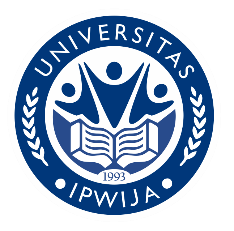 UNIVERSITAS
1993
• IPWIJA •